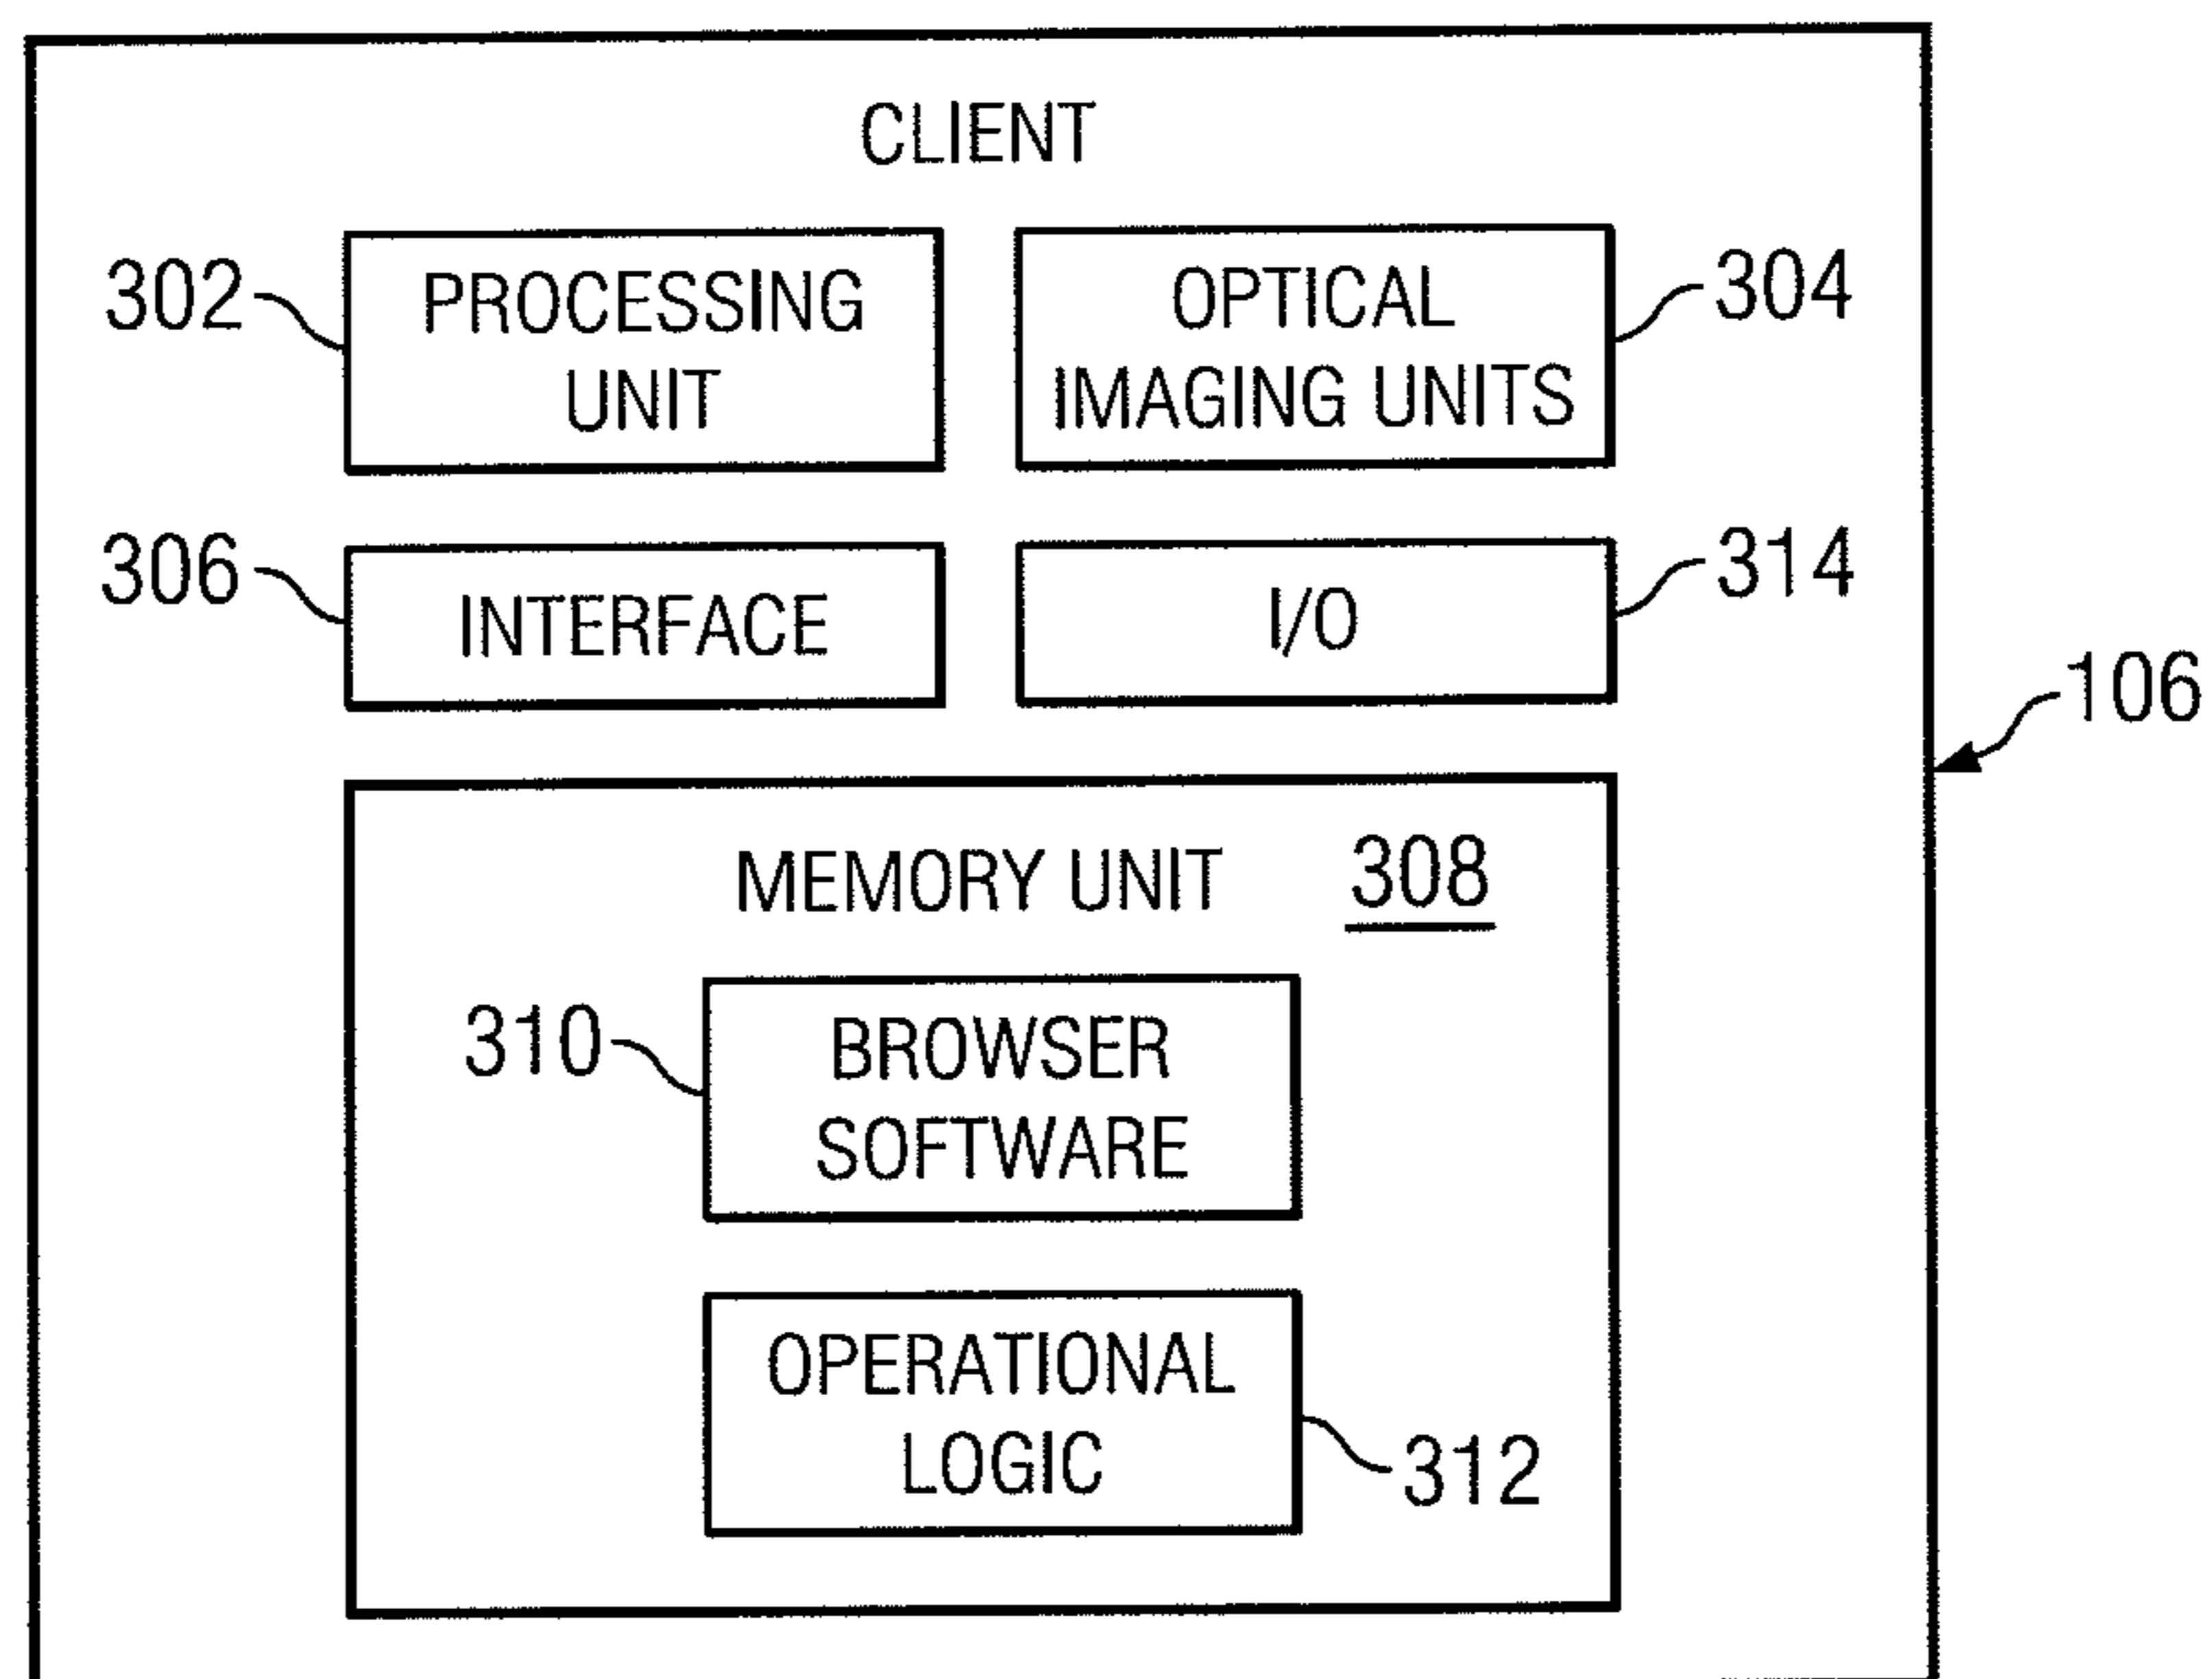 CLIENT
302
PROCESSING
UNIT
OPTICAL
IMAGING UNITS
304
306
INTERFACE
I/O
314
106
MEMORY UNIT 308
310
BROWSER
SOFTWARE
OPERATIONAL
LOGIC
312